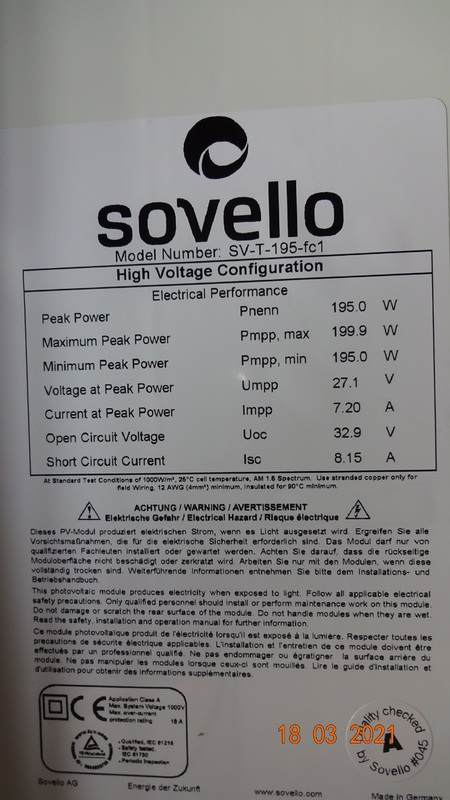 sovello
Model Number: SV-T-195-fc1
High Voltage Configuration
Electrical Performance
Peak Power Pnenn 195.0 W
Maximum Peak Power Pmpp, max 199.9 W
Minimum Peak Power Pmpp, min 195.0 W
Voltage at Peak Power Umpp 27.1 V
Current at Peak Power Impp 7.20 A
Open Circuit Voltage Uoc 32.9 V
Short Circuit Current Isc 8.15 A
At Standard Test Conditions of 1000W/m², 25°C cell temperature, AM 1.5 Spectrum. Use stranded copper only for
field Wiring, 12 AWG (4mm²) minimum, insulated for 90°C minimum.
ACHTUNG / WARNING / AVERTISSEMENT
Elektrische Gefahr / Electrical Hazard / Risque électrique
Dieses PV-Modul produziert elektrischen Strom, wenn es Licht ausgesetzt wird. Ergreifen Sie alle
Vorsichtsmaßnahmen, die für die elektrische Sicherheit erforderlich sind. Das Modul darf nur von
qualifizierten Fachleuten installiert oder gewartet werden. Achten Sie darauf, dass die rückseitige
Moduloberfläche nicht beschädigt oder zerkratzt wird. Arbeiten Sie nur mit den Modulen, wenn diese
vollständig trocken sind. Weiterführende Informationen entnehmen Sie bitte dem Installations- und
Betriebshandbuch.
This photovoltaic module produces electricity when exposed to light. Follow all applicable electrical
safety precautions. Only qualified personnel should install or perform maintenance work on this module.
Do not damage or scratch the rear surface of the module. Do not handle modules when they are wet.
Read the safety, installation and operation manual for further information.
Ce module photovoltaïque produit de l'électricité lorsqu'il est exposé à la lumière. Respecter toutes les
précautions de sécurité électrique applicables. L'installation et l'entretien de ce module doivent être
effectués par un professionnel qualifié. Ne pas endommager ou égratigner la surface arrière du
module. Ne pas manipuler les modules lorsque ceux-ci sont mouillés. Lire le guide d'installation et
d'utilisation pour obtenir des informations supplémentaires.
CE
Application Class A
Max. System Voltage 1000V
Max. over-current
protection rating 15 A
Qualified, IEC 61215
Safety tested,
IEC 61730
Periodic Inspection
quality checked
A
by Sovello #045
18 03 2021
Sovello AG Energie der Zukunft www.sovello.com Made in Germany